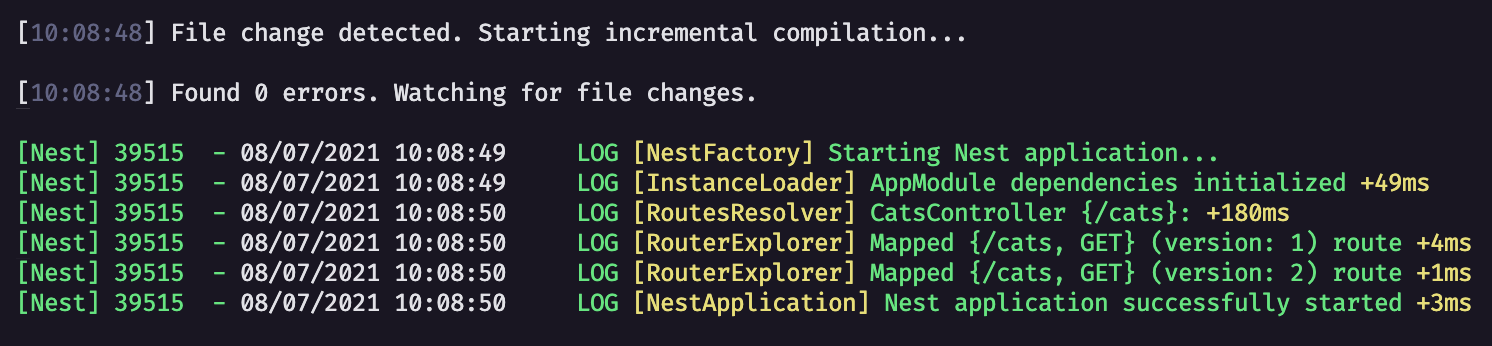 [10:08:48] File change detected. Starting incremental compilation...
[10:08:48] Found 0 errors. Watching for file changes.
[Nest] 39515  - 08/07/2021 10:08:49     LOG [NestFactory] Starting Nest application...
[Nest] 39515  - 08/07/2021 10:08:49     LOG [InstanceLoader] AppModule dependencies initialized +49ms
[Nest] 39515  - 08/07/2021 10:08:50     LOG [RoutesResolver] CatsController {/cats}: +180ms
[Nest] 39515  - 08/07/2021 10:08:50     LOG [RouterExplorer] Mapped {/cats, GET} (version: 1) route +4ms
[Nest] 39515  - 08/07/2021 10:08:50     LOG [RouterExplorer] Mapped {/cats, GET} (version: 2) route +1ms
[Nest] 39515  - 08/07/2021 10:08:50     LOG [NestApplication] Nest application successfully started +3ms